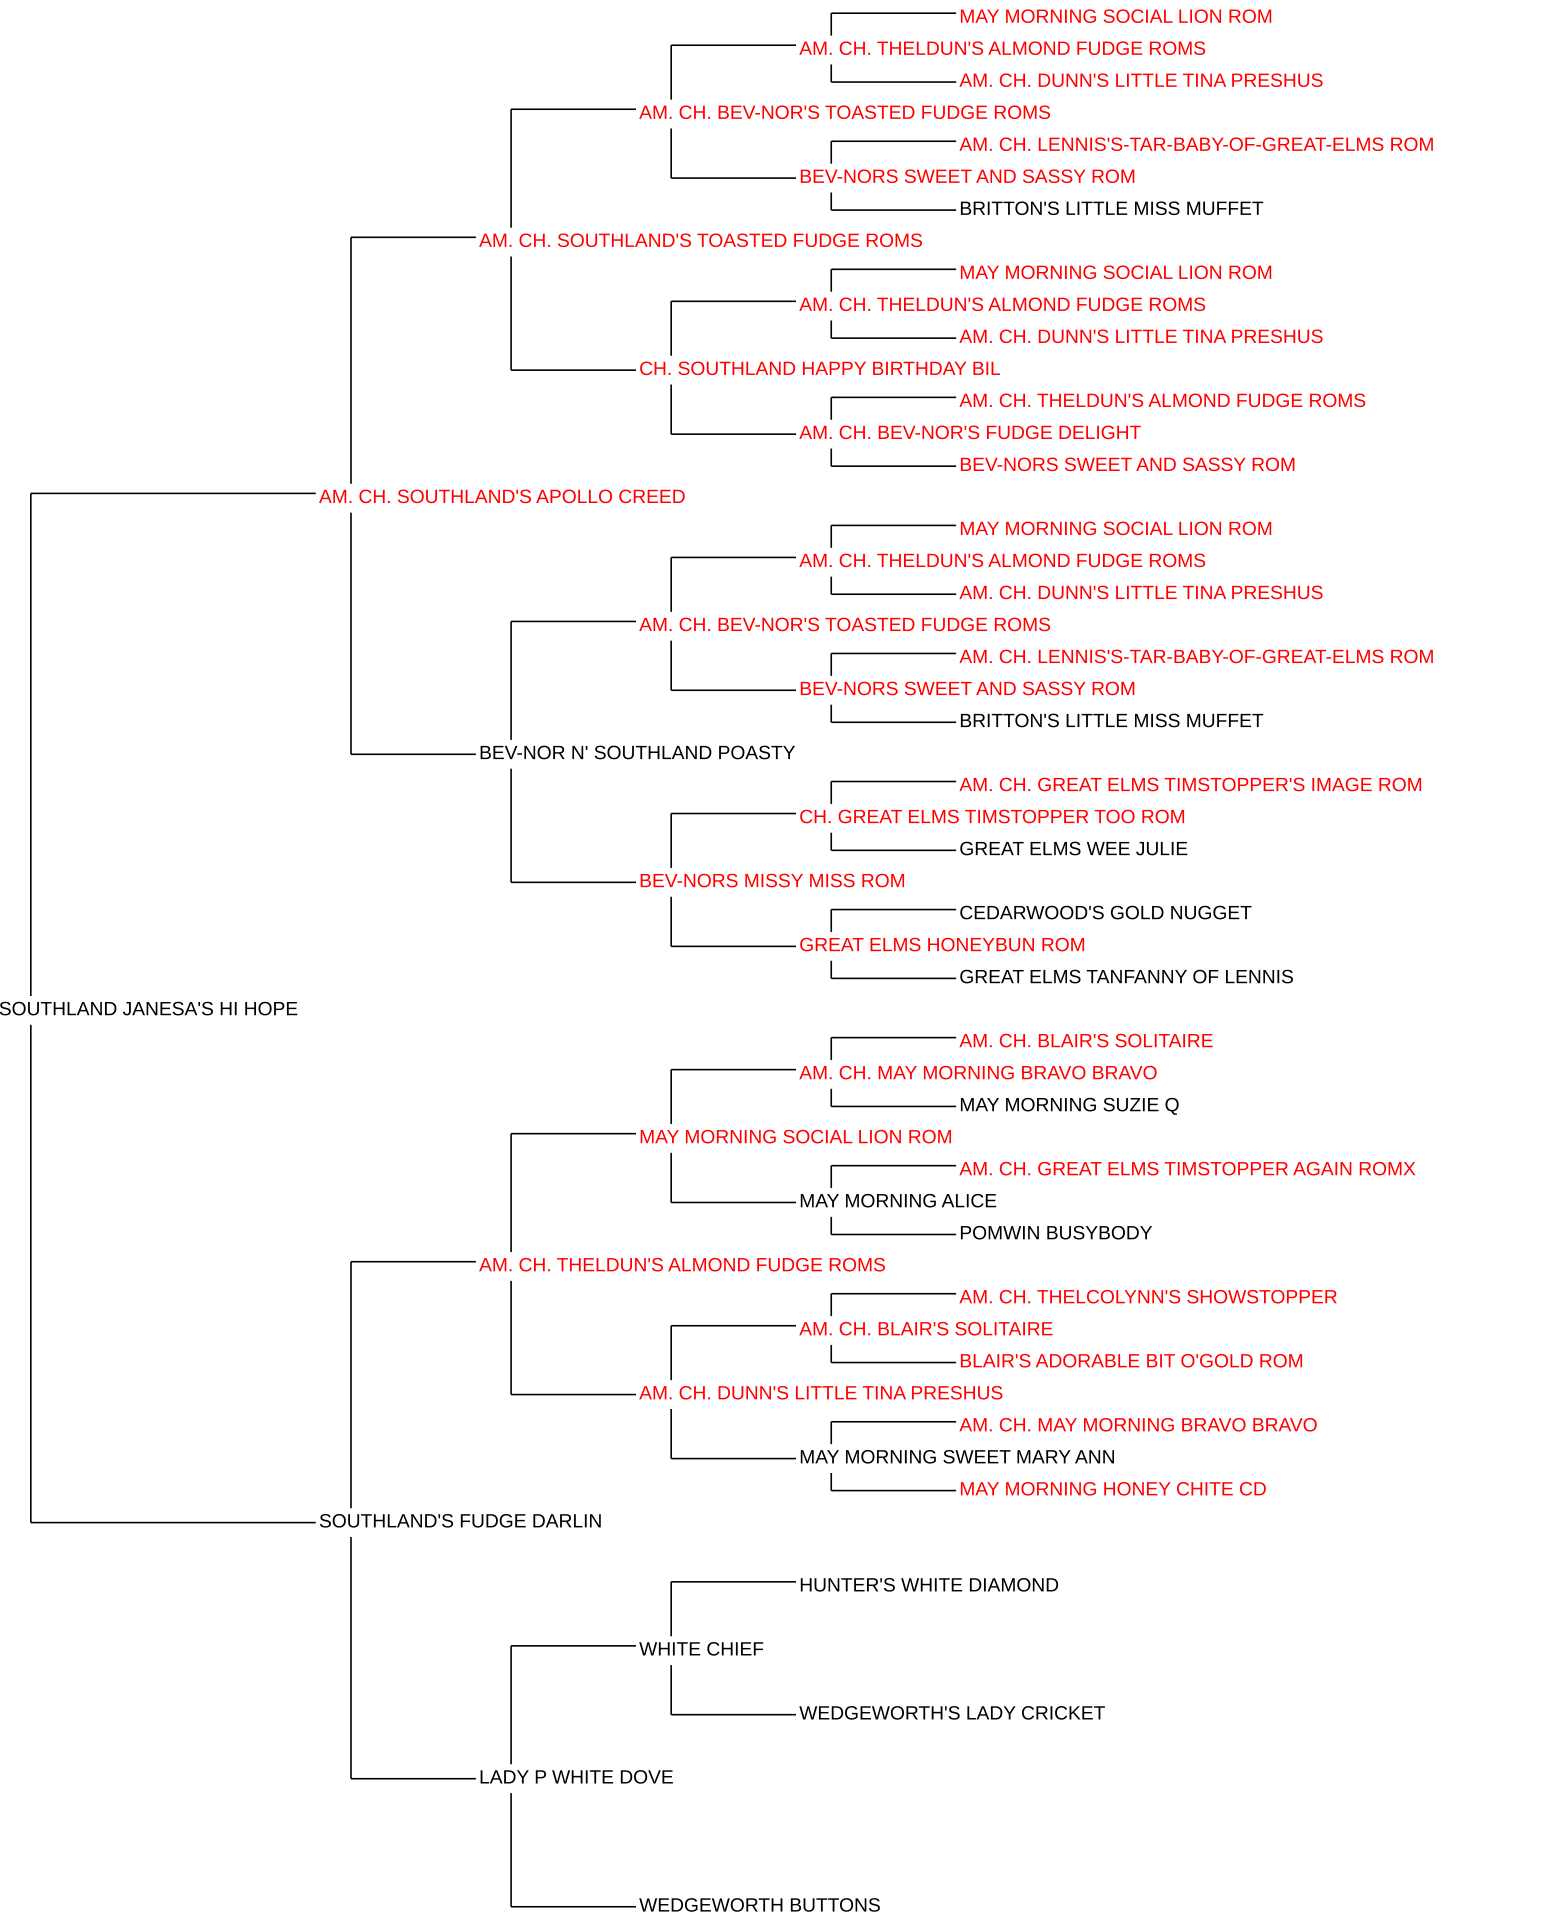 MAY MORNING SOCIAL LION ROM
AM. CH. THELDUN'S ALMOND FUDGE ROMS
AM. CH. DUNN'S LITTLE TINA PRESHUS
AM. CH. BEV-NOR'S TOASTED FUDGE ROMS
AM. CH. LENNIS'S-TAR-BABY-OF-GREAT-ELMS ROM
BEV-NORS SWEET AND SASSY ROM
BRITTON'S LITTLE MISS MUFFET
AM. CH. SOUTHLAND'S TOASTED FUDGE ROMS
MAY MORNING SOCIAL LION ROM
AM. CH. THELDUN'S ALMOND FUDGE ROMS
AM. CH. DUNN'S LITTLE TINA PRESHUS
CH. SOUTHLAND HAPPY BIRTHDAY BIL
AM. CH. THELDUN'S ALMOND FUDGE ROMS
AM. CH. BEV-NOR'S FUDGE DELIGHT
BEV-NORS SWEET AND SASSY ROM
AM. CH. SOUTHLAND'S APOLLO CREED
MAY MORNING SOCIAL LION ROM
AM. CH. THELDUN'S ALMOND FUDGE ROMS
AM. CH. DUNN'S LITTLE TINA PRESHUS
AM. CH. BEV-NOR'S TOASTED FUDGE ROMS
AM. CH. LENNIS'S-TAR-BABY-OF-GREAT-ELMS ROM
BEV-NORS SWEET AND SASSY ROM
BRITTON'S LITTLE MISS MUFFET
BEV-NOR N' SOUTHLAND POASTY
AM. CH. GREAT ELMS TIMSTOPPER'S IMAGE ROM
CH. GREAT ELMS TIMSTOPPER TOO ROM
GREAT ELMS WEE JULIE
BEV-NORS MISSY MISS ROM
CEDARWOOD'S GOLD NUGGET
GREAT ELMS HONEYBUN ROM
GREAT ELMS TANFANNY OF LENNIS
SOUTHLAND JANESA'S HI HOPE
AM. CH. BLAIR'S SOLITAIRE
AM. CH. MAY MORNING BRAVO BRAVO
MAY MORNING SUZIE Q
MAY MORNING SOCIAL LION ROM
AM. CH. GREAT ELMS TIMSTOPPER AGAIN ROMX
MAY MORNING ALICE
POMWIN BUSYBODY
AM. CH. THELDUN'S ALMOND FUDGE ROMS
AM. CH. THELCOLYNN'S SHOWSTOPPER
AM. CH. BLAIR'S SOLITAIRE
BLAIR'S ADORABLE BIT O'GOLD ROM
AM. CH. DUNN'S LITTLE TINA PRESHUS
AM. CH. MAY MORNING BRAVO BRAVO
MAY MORNING SWEET MARY ANN
MAY MORNING HONEY CHITE CD
SOUTHLAND'S FUDGE DARLIN
HUNTER'S WHITE DIAMOND
WHITE CHIEF
WEDGEWORTH'S LADY CRICKET
LADY P WHITE DOVE
WEDGEWORTH BUTTONS